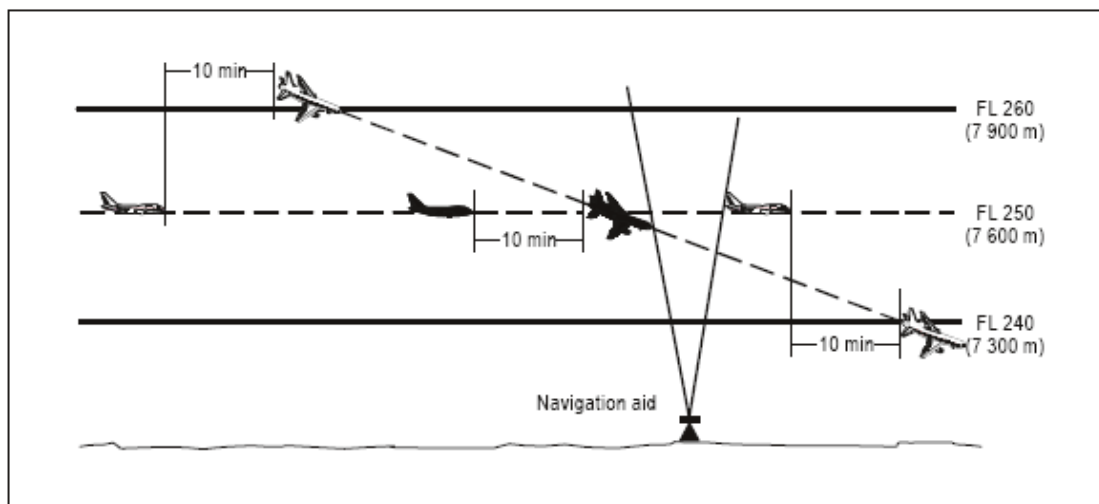 10 min
FL 260
(7 900 m)
FL 250
(7 600 m)
10 min
FL 240
(7 300 m)
10 min
Navigation aid